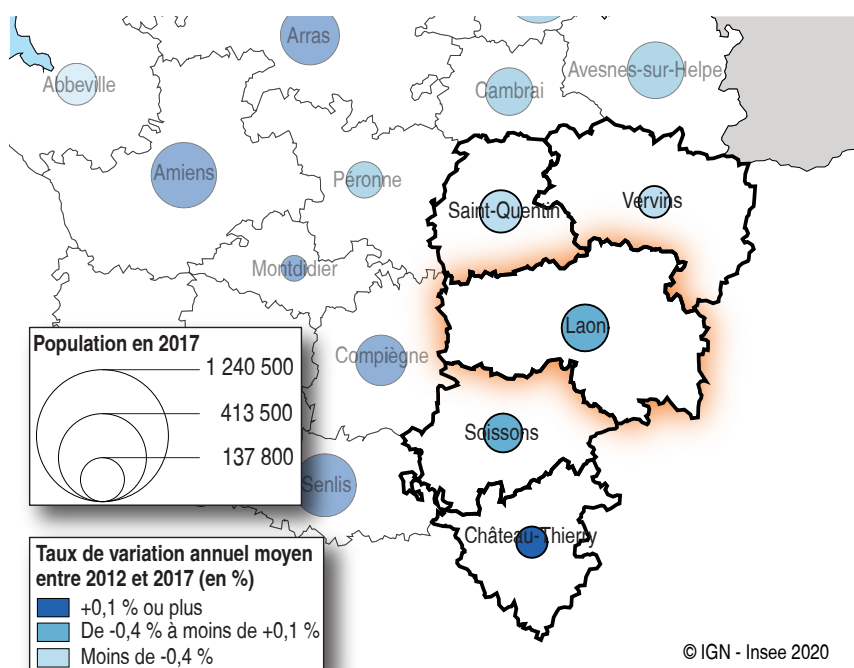 Arras
Abbeville
Cambrai
Avesnes-sur-Helpe
Amiens
Péronne
Saint-Quentin
Vervins
Montdidier
Laon
Compiègne
Soissons
Senlis
Château-Thierry
Population en 2017
1 240 500
413 500
137 800
Taux de variation annuel moyen
entre 2012 et 2017 (en %)
+0,1 % ou plus
De -0,4 % à moins de +0,1 %
Moins de -0,4 %
© IGN - Insee 2020